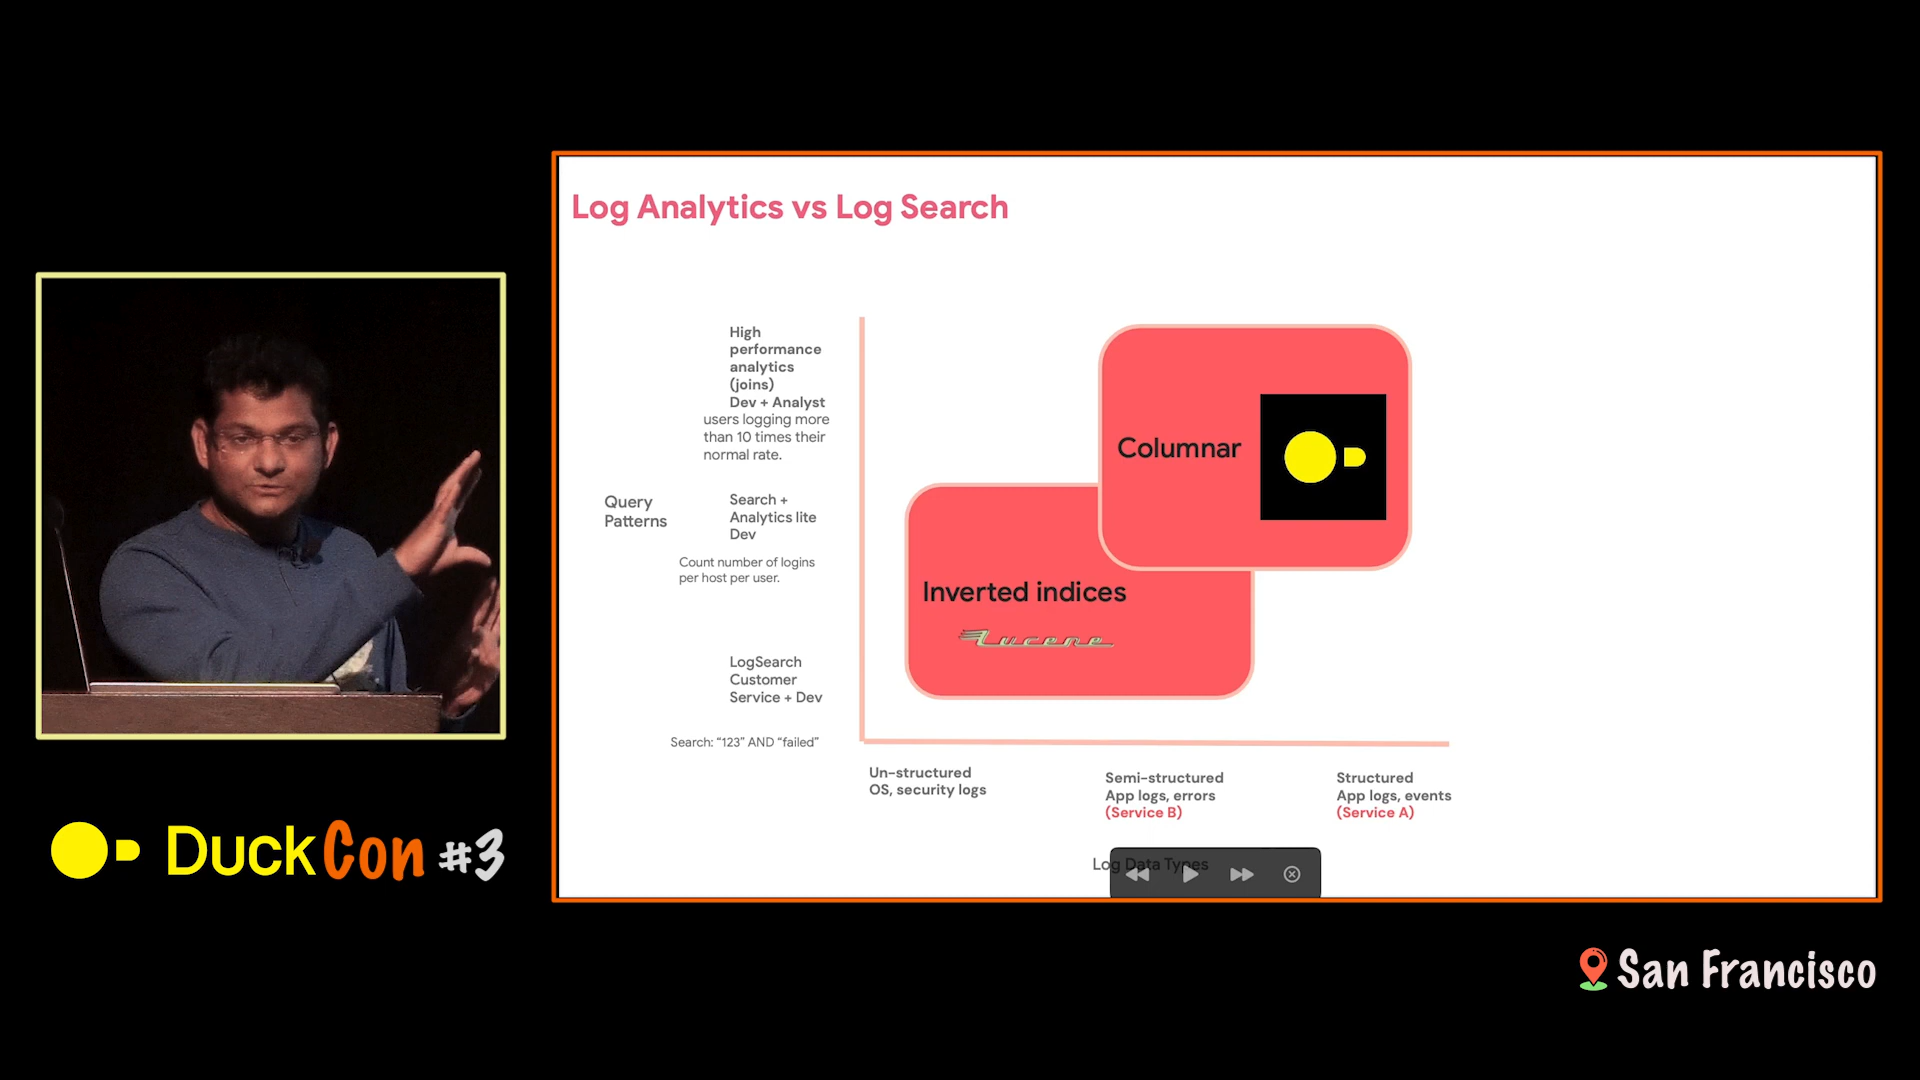 Log Analytics vs Log Search
High
performance
analytics
(joins)
Dev + Analyst
users logging more
than 10 times their
normal rate.
Query
Patterns
Search +
Analytics lite
Dev
Count number of logins
per host per user.
LogSearch
Customer
Service + Dev
Search: “123” AND “failed”
Columnar
Inverted indices
Lucene
Un-structured
OS, security logs
Semi-structured
App logs, errors
(Service B)
Structured
App logs, events
(Service A)
Log Data Types
DuckCon #3
San Francisco